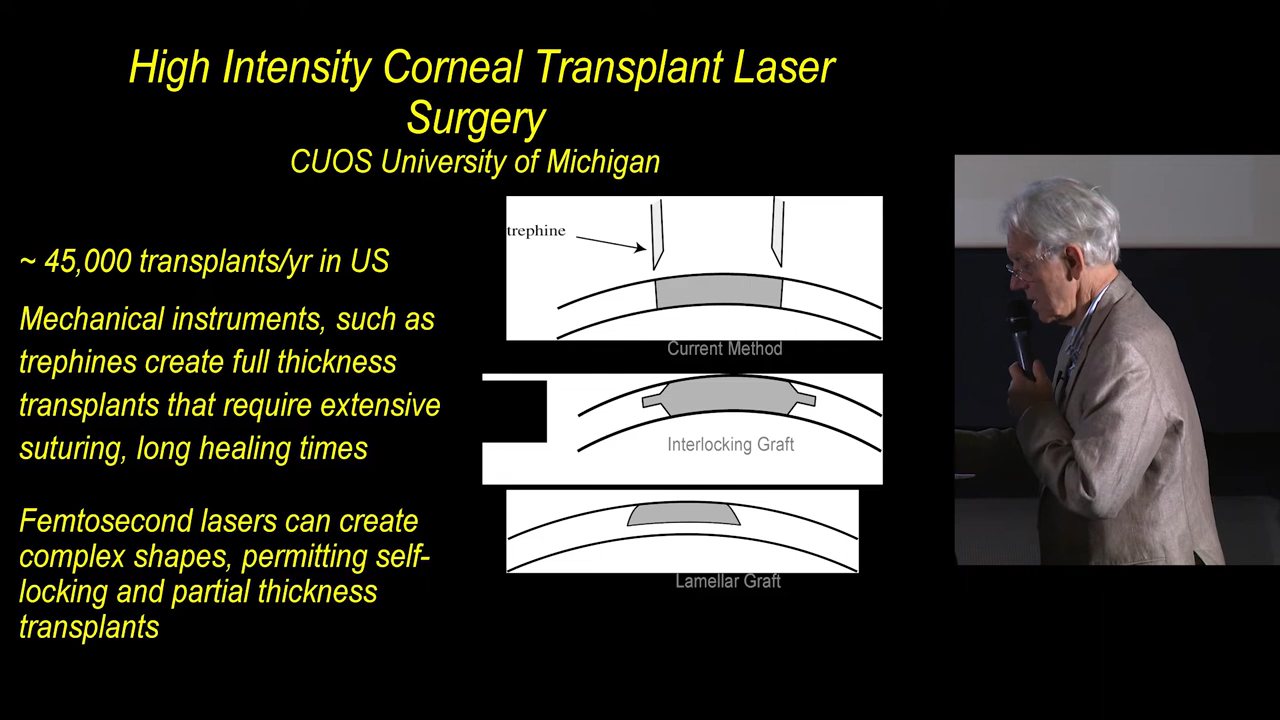 High Intensity Corneal Transplant Laser
Surgery
CUOS University of Michigan
~ 45,000 transplants/yr in US
Mechanical instruments, such as
trephines create full thickness
transplants that require extensive
suturing, long healing times
Femtosecond lasers can create
complex shapes, permitting self-
locking and partial thickness
transplants
trephine
Current Method
Interlocking Graft
Lamellar Graft